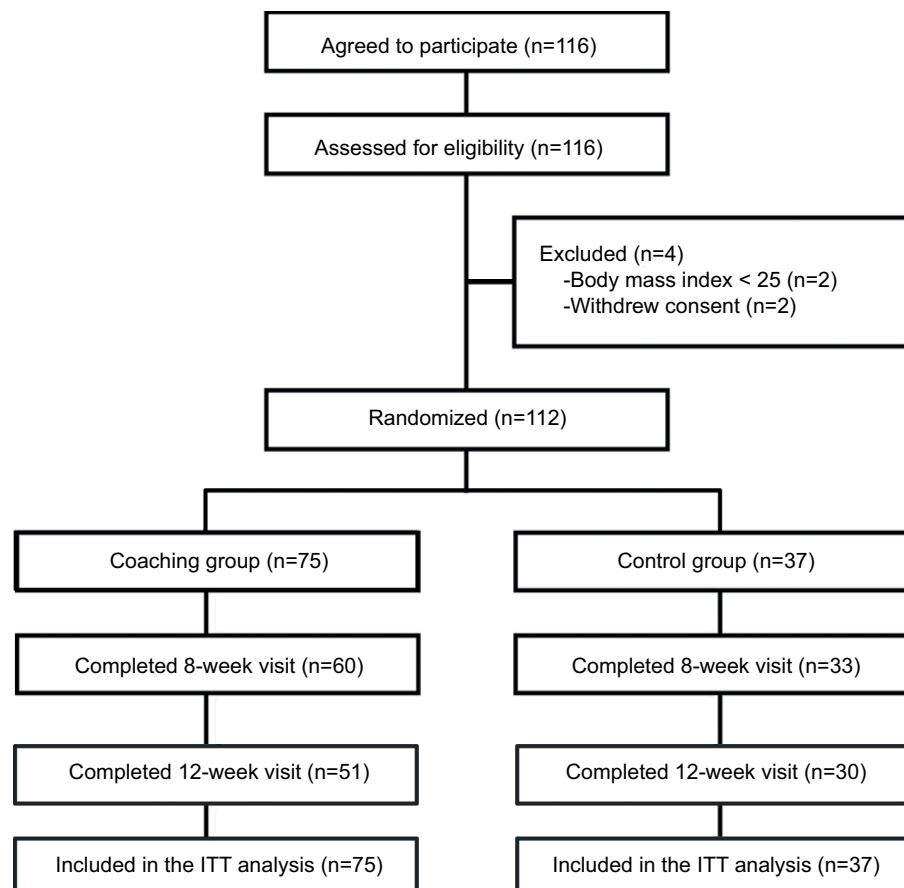 Agreed to participate (n=116)
Assessed for eligibility (n=116)
Excluded (n=4)
-Body mass index < 25 (n=2)
-Withdrew consent (n=2)
Randomized (n=112)
Coaching group (n=75)
Control group (n=37)
Completed 8-week visit (n=60)
Completed 8-week visit (n=33)
Completed 12-week visit (n=51)
Completed 12-week visit (n=30)
Included in the ITT analysis (n=75)
Included in the ITT analysis (n=37)